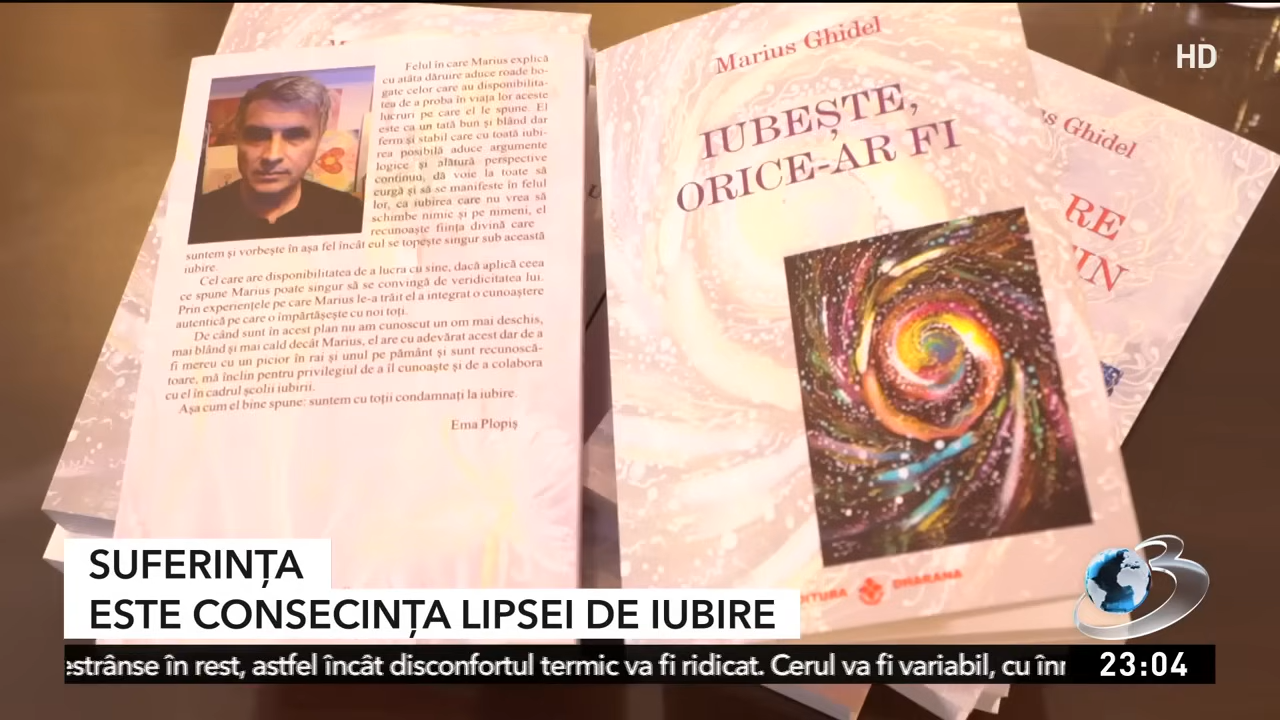 HD
Felul în care Marius explică
cu atâta dăruire aduce roade bo-
gate celor care au disponibilita-
tea de a proba în viața lor aceste
lucruri pe care el le spune. El
este ca un tată bun și blând dar
ferm și stabil care cu toată iubi-
rea posibilă aduce argumente
logice și alătură perspective
continuu, dă voie la toate să
curgă și să se manifeste în felul
lor, ca iubirea care nu vrea să
schimbe nimic și pe nimeni, el
recunoaște ființa divină care
suntem și vorbește în așa fel încât eul se topește singur sub această
iubire.
Cel care are disponibilitatea de a lucra cu sine, dacă aplică ceea
ce spune Marius poate singur să se convingă de veridicitatea lui.
Prin experiențele pe care Marius le-a trăit el a integrat o cunoaștere
autentică pe care o împărtășește cu noi toți.
De când sunt în acest plan nu am cunoscut un om mai deschis,
mai blând și mai cald decât Marius, el are cu adevărat acest dar de a
fi mereu cu un picior în rai și unul pe pământ și sunt recunoscă-
toare, mă înclin pentru privilegiul de a îl cunoaște și de a colabora
cu el în cadrul școlii iubirii.
Așa cum el bine spune: suntem cu toții condamnați la iubire.
Ema Plopiș
Marius Ghidel
IUBEȘTE,
ORICE-AR FI
DHARANA
Ghidel
RE
IN
SUFERINȚA
ESTE CONSECINȚA LIPSEI DE IUBIRE
3
estrânse în rest, astfel încât disconfortul termic va fi ridicat. Cerul va fi variabil, cu
23:04